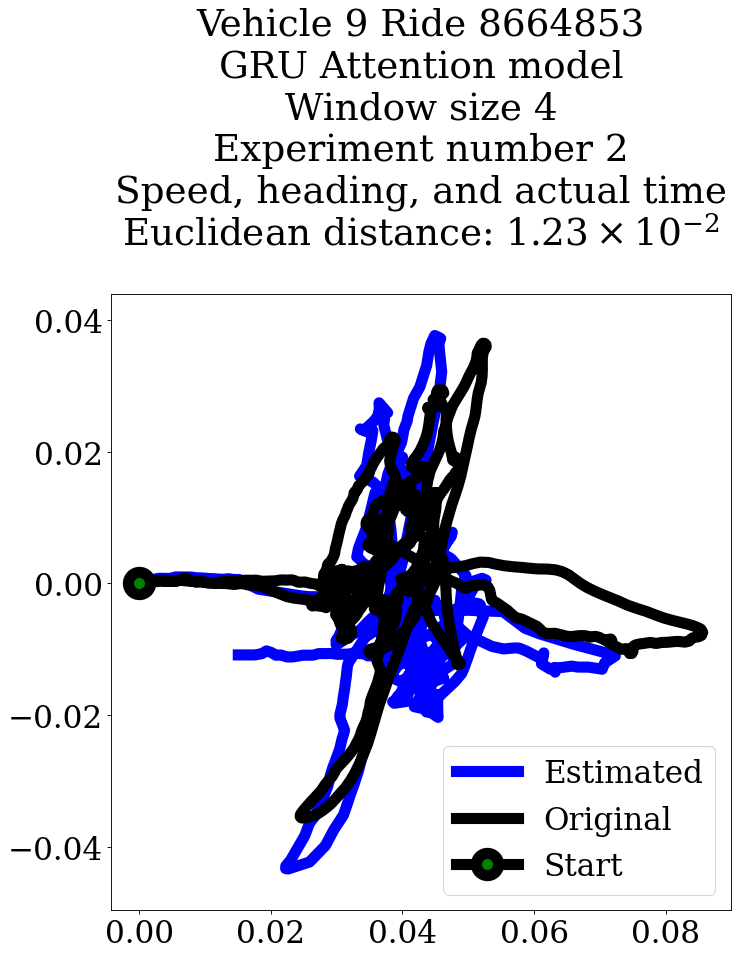 Vehicle 9 Ride 8664853
GRU Attention model
Window size 4
Experiment number 2
Speed, heading, and actual time
Euclidean distance: 1.23 × 10⁻²
0.04
0.02
0.00
−0.02
−0.04
Estimated
Original
Start
0.00 0.02 0.04 0.06 0.08